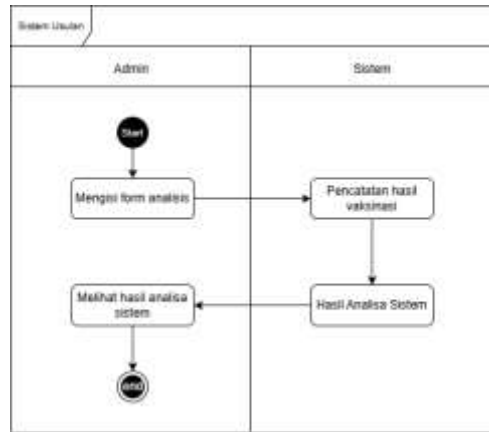 Sistem Usulan
Admin
Sistem
Start
Mengisi form analisis
Pencatatan hasil
vaksinasi
Melihat hasil analisa
sistem
Hasil Analisa Sistem
end